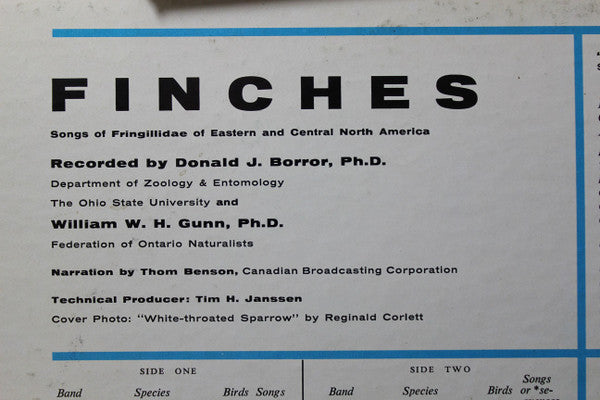 FINCHES
Songs of Fringillidae of Eastern and Central North America
Recorded by Donald J. Borror, Ph.D.
Department of Zoology & Entomology
The Ohio State University and
William W. H. Gunn, Ph.D.
Federation of Ontario Naturalists
Narration by Thom Benson, Canadian Broadcasting Corporation
Technical Producer: Tim H. Janssen
Cover Photo: "White-throated Sparrow" by Reginald Corlett
SIDE ONE
Band Species Birds Songs
SIDE TWO
Band Species Birds Songs
or *se-